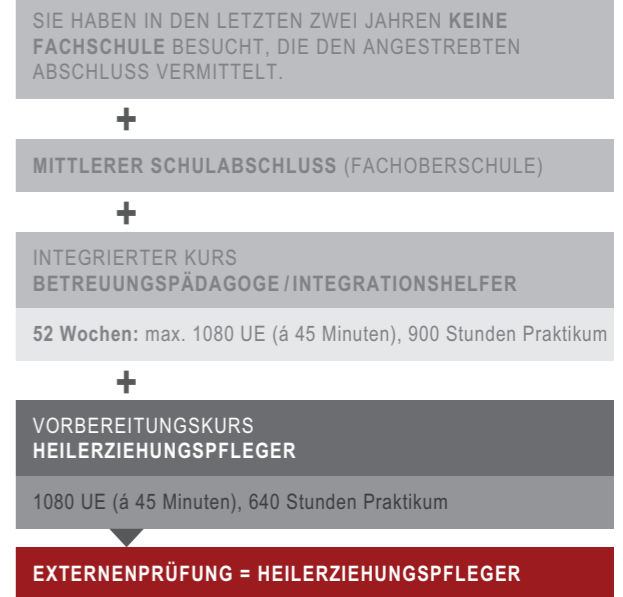 SIE HABEN IN DEN LETZTEN ZWEI JAHREN KEINE
FACHSCHULE BESUCHT, DIE DEN ANGESTREBTEN
ABSCHLUSS VERMITTELT.
+
MITTLERER SCHULABSCHLUSS (FACHOBERSCHULE)
+
INTEGRIERTER KURS
BETREUUNGSPÄDAGOGE / INTEGRATIONSHELFER
52 Wochen: max. 1080 UE (á 45 Minuten), 900 Stunden Praktikum
+
VORBEREITUNGSKURS
HEILERZIEHUNGSPFLEGER
1080 UE (á 45 Minuten), 640 Stunden Praktikum
EXTERNENPRÜFUNG = HEILERZIEHUNGSPFLEGER